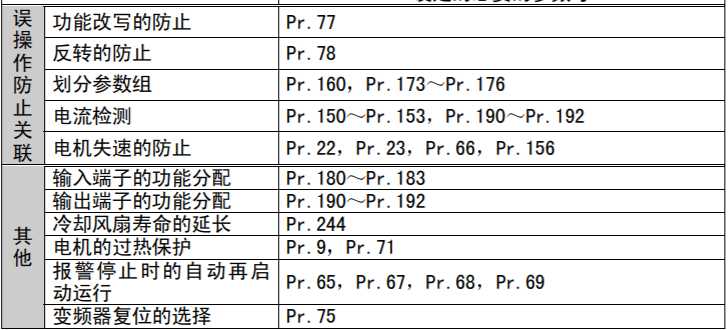 误操作防止关联
功能改写的防止 Pr.77
反转的防止 Pr.78
划分参数组 Pr.160, Pr.173～Pr.176
电流检测 Pr.150～Pr.153, Pr.190～Pr.192
电机失速的防止 Pr.22, Pr.23, Pr.66, Pr.156
其他
输入端子的功能分配 Pr.180～Pr.183
输出端子的功能分配 Pr.190～Pr.192
冷却风扇寿命的延长 Pr.244
电机的过热保护 Pr.9, Pr.71
报警停止时的自动再启
动运行 Pr.65, Pr.67, Pr.68, Pr.69
变频器复位的选择 Pr.75